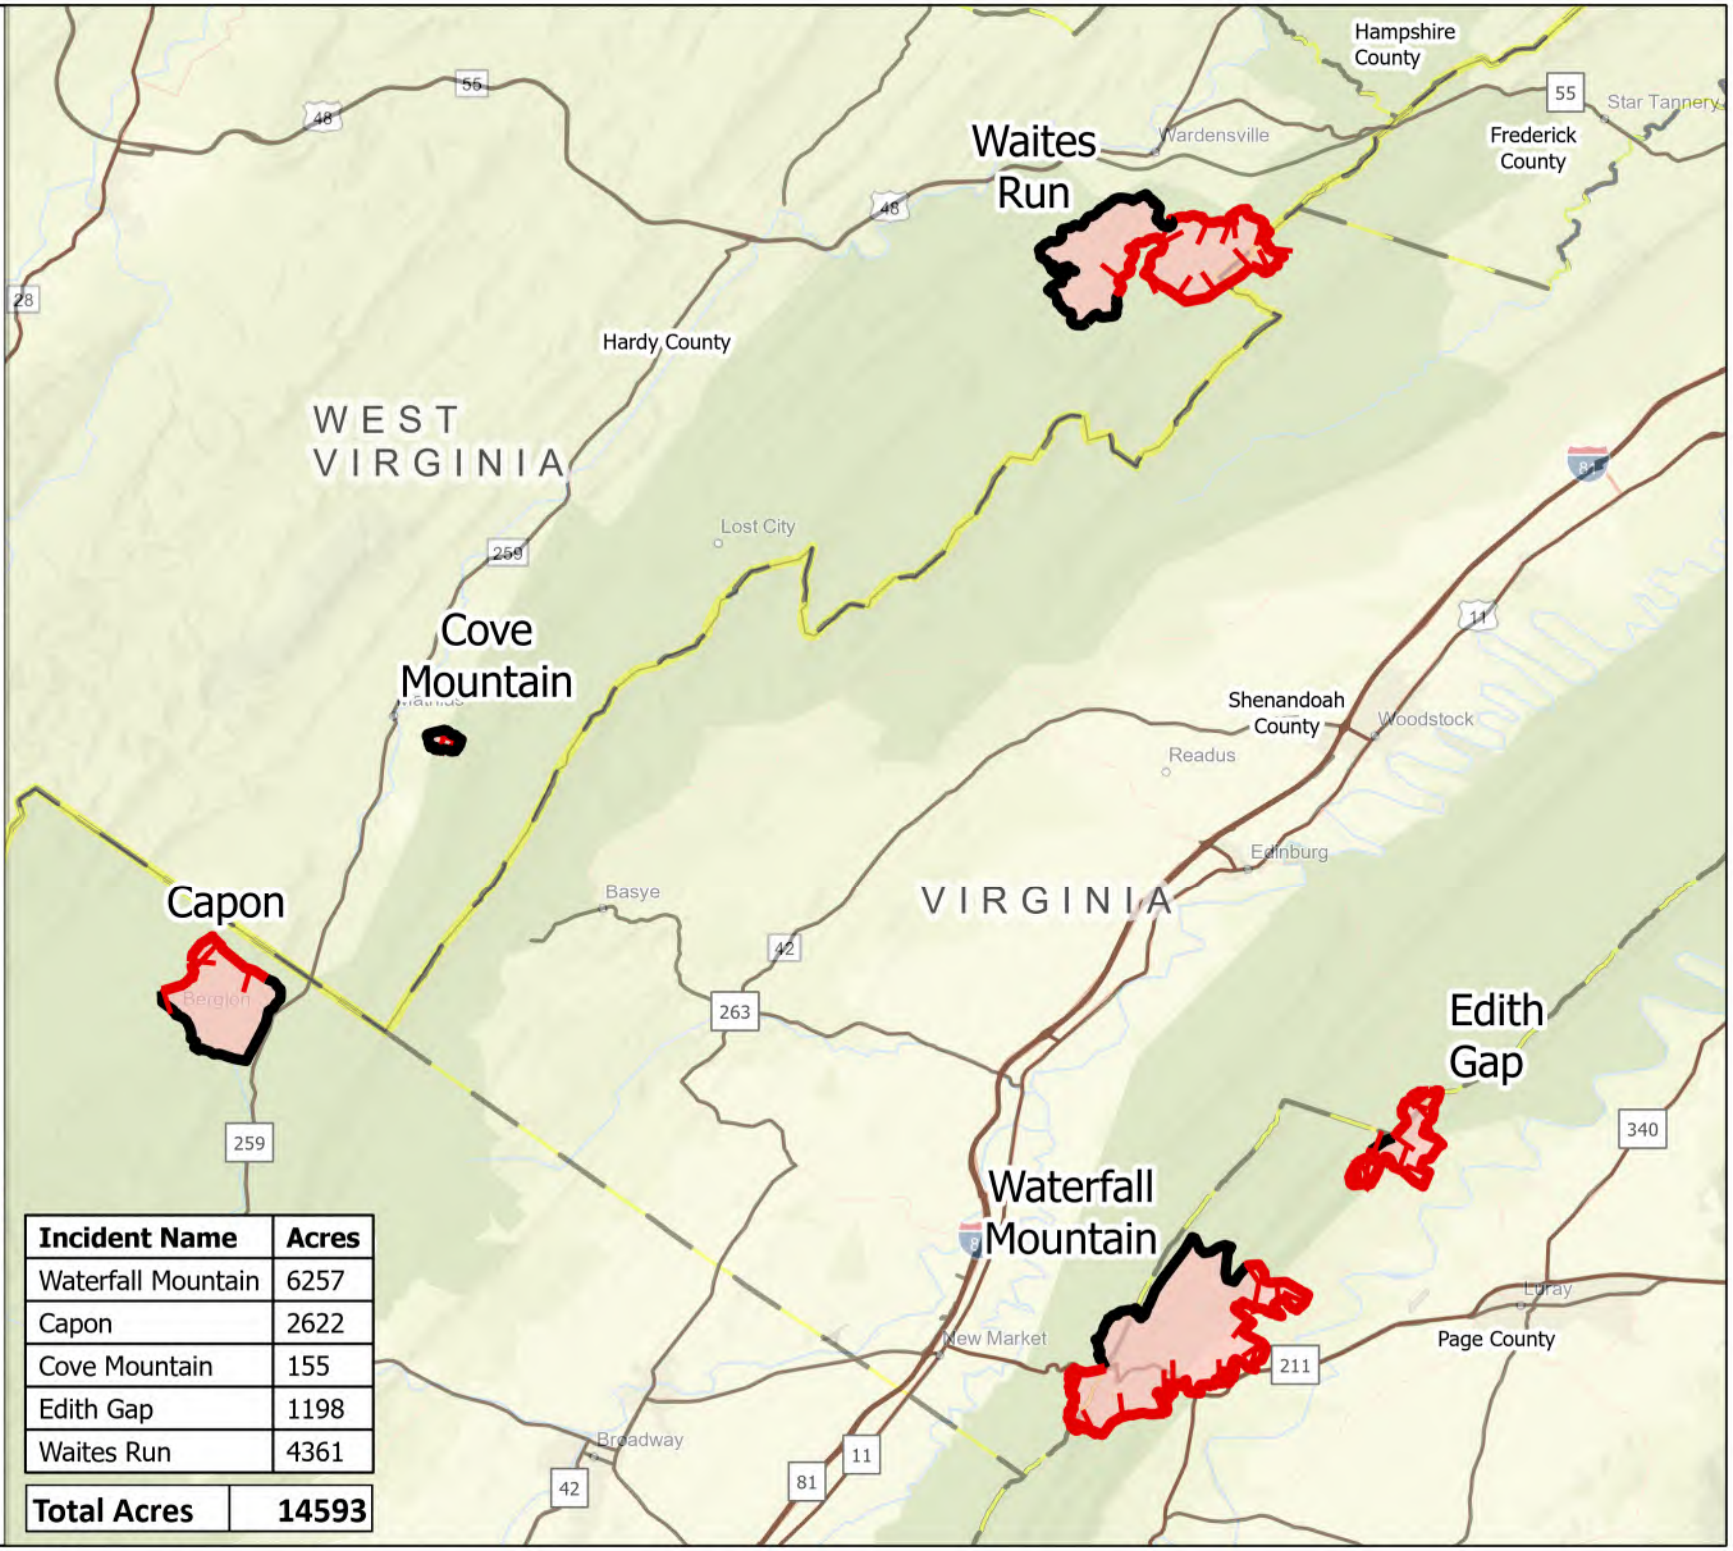 Hampshire
County
55
48
55
Star Tannery
Wardensville
Frederick
County
Waites
Run
48
28
Hardy County
WEST
VIRGINIA
81
Lost City
259
11
Cove
Mountain
Mathias
Shenandoah
County
Woodstock
Readus
Edinburg
Capon
Basye
VIRGINIA
42
Bergton
263
Edith
Gap
259
340
Waterfall
Mountain
8
Incident Name Acres
Waterfall Mountain 6257
Capon 2622
Cove Mountain 155
Edith Gap 1198
Waites Run 4361
Total Acres 14593
Luray
New Market
Page County
211
Broadway
11
81
42